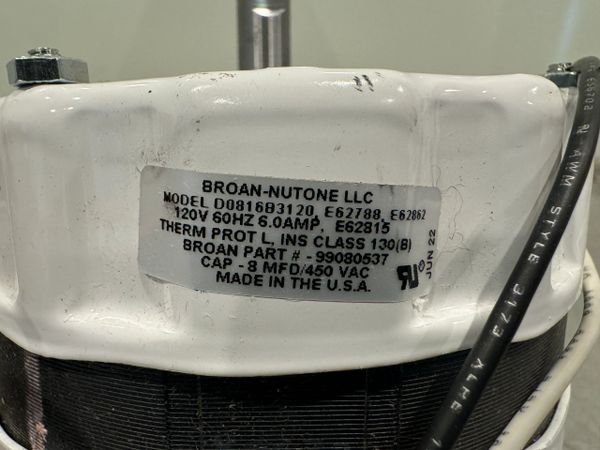 BROAN-NUTONE LLC
MODEL D0816B3120, E62788, E62862
120V 60HZ 6.0AMP, E62815
THERM PROT L, INS CLASS 130(B)
BROAN PART # - 99080537
CAP - 8 MFD/450 VAC
MADE IN THE U.S.A.
JUN 22
AWM STYLE 3173